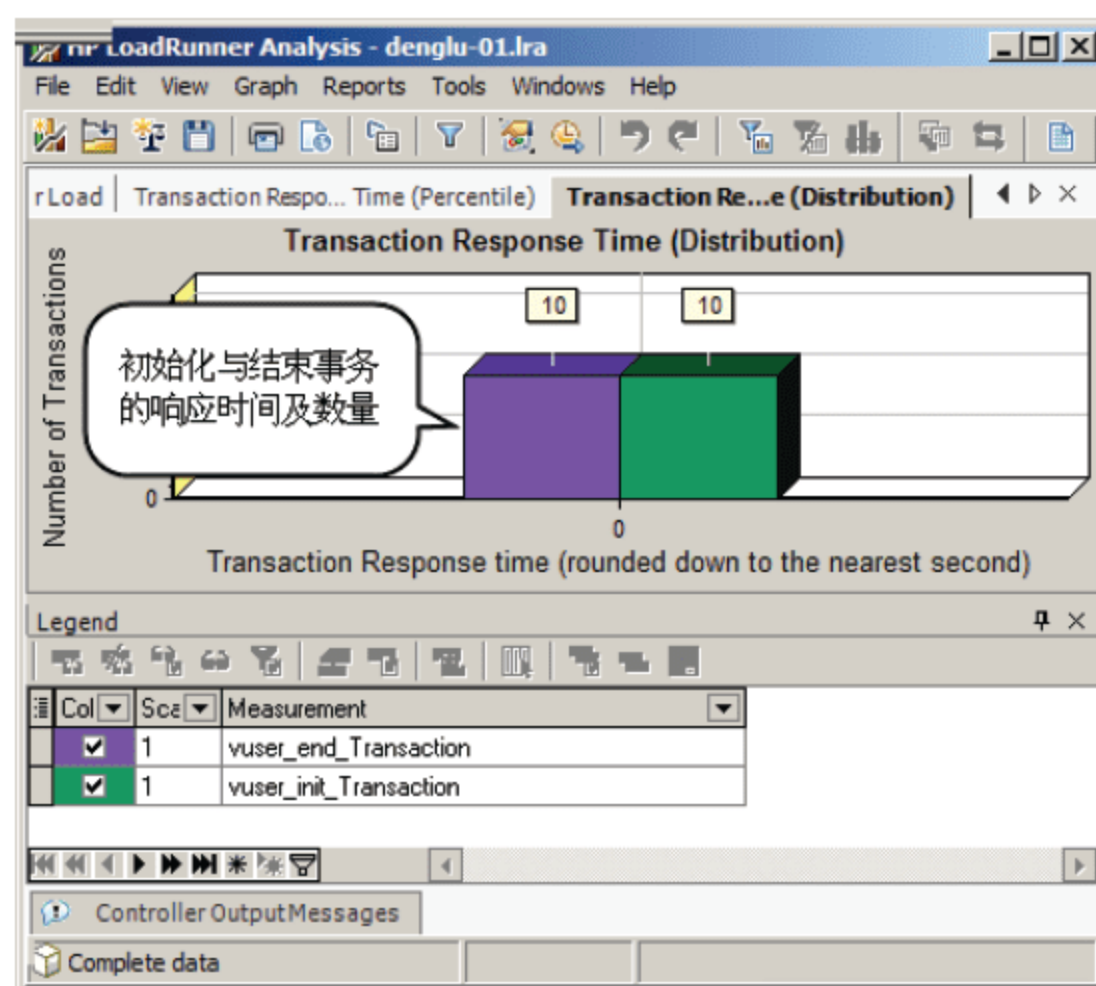 HP LoadRunner Analysis - denglu-01.lra
File Edit View Graph Reports Tools Windows Help
r Load Transaction Respo... Time (Percentile) Transaction Re...e (Distribution)
Transaction Response Time (Distribution)
Number of Transactions
10 10
初始化与结束事务
的响应时间及数量
0
0
Transaction Response time (rounded down to the nearest second)
Legend
Col Sca Measurement
1 vuser_end_Transaction
1 vuser_init_Transaction
Controller Output Messages
Complete data